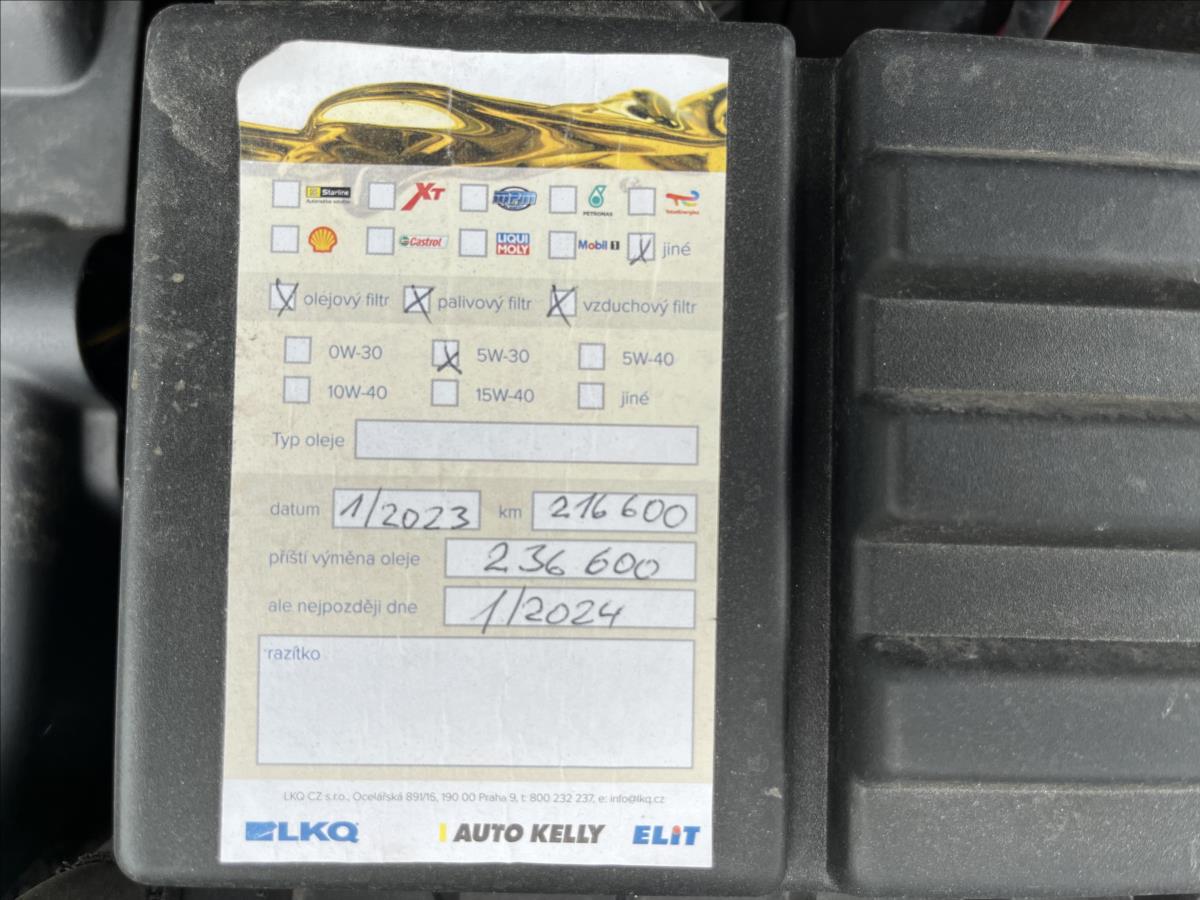 Starline XT MPM PETRONAS TotalEnergies
Castrol LIQUI MOLY Mobil 1 jiné
olejový filtr palivový filtr vzduchový filtr
0W-30 5W-30 5W-40
10W-40 15W-40 jiné
Typ oleje
datum 1/2023 km 216 600
příští výměna oleje 236 600
ale nejpozději dne 1/2024
razítko
LKQ CZ s.r.o., Ocelářská 891/16, 190 00 Praha 9, t: 800 232 237, e: info@lkq.cz
LKQ AUTO KELLY ELIT